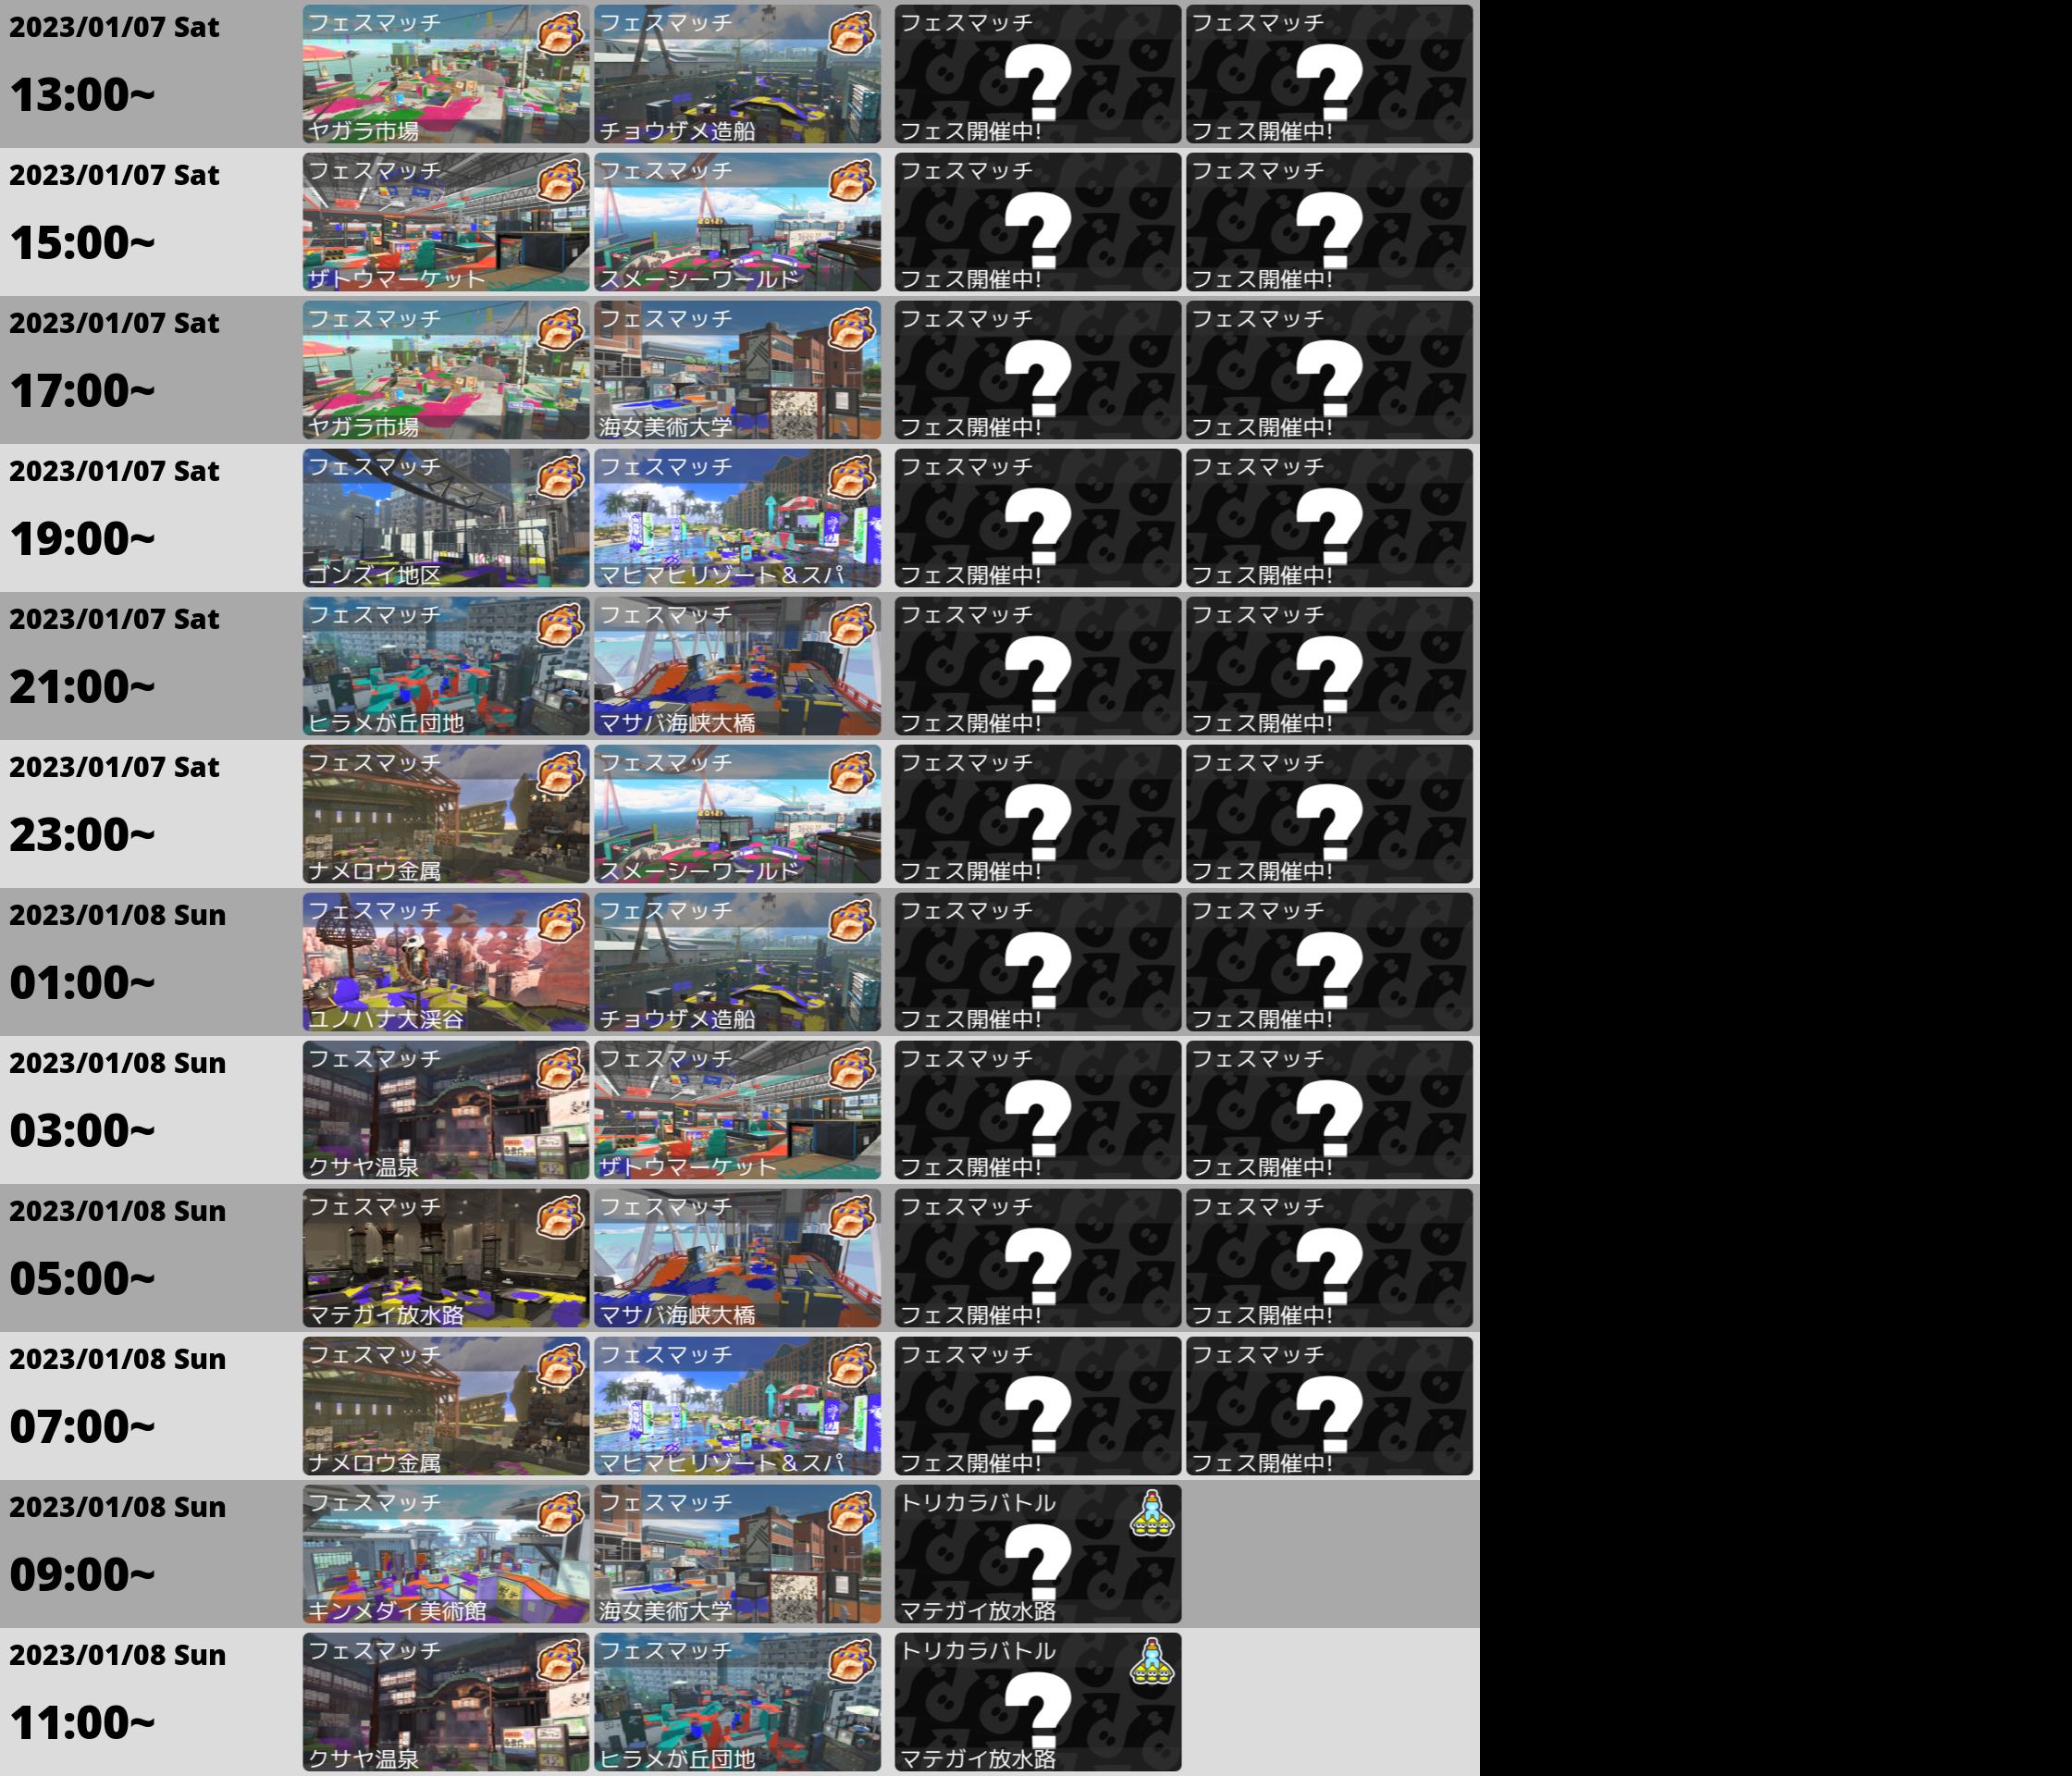 2023/01/07 Sat
13:00~
フェスマッチ
ヤガラ市場
フェスマッチ
チョウザメ造船
フェスマッチ
フェス開催中!
フェスマッチ
フェス開催中!
2023/01/07 Sat
15:00~
フェスマッチ
ザトウマーケット
フェスマッチ
スメーシーワールド
フェスマッチ
フェス開催中!
フェスマッチ
フェス開催中!
2023/01/07 Sat
17:00~
フェスマッチ
ヤガラ市場
フェスマッチ
海女美術大学
フェスマッチ
フェス開催中!
フェスマッチ
フェス開催中!
2023/01/07 Sat
19:00~
フェスマッチ
ゴンズイ地区
フェスマッチ
マヒマヒリゾート＆スパ
フェスマッチ
フェス開催中!
フェスマッチ
フェス開催中!
2023/01/07 Sat
21:00~
フェスマッチ
ヒラメが丘団地
フェスマッチ
マサバ海峡大橋
フェスマッチ
フェス開催中!
フェスマッチ
フェス開催中!
2023/01/07 Sat
23:00~
フェスマッチ
ナメロウ金属
フェスマッチ
スメーシーワールド
フェスマッチ
フェス開催中!
フェスマッチ
フェス開催中!
2023/01/08 Sun
01:00~
フェスマッチ
ユノハナ大渓谷
フェスマッチ
チョウザメ造船
フェスマッチ
フェス開催中!
フェスマッチ
フェス開催中!
2023/01/08 Sun
03:00~
フェスマッチ
クサヤ温泉
フェスマッチ
ザトウマーケット
フェスマッチ
フェス開催中!
フェスマッチ
フェス開催中!
2023/01/08 Sun
05:00~
フェスマッチ
マテガイ放水路
フェスマッチ
マサバ海峡大橋
フェスマッチ
フェス開催中!
フェスマッチ
フェス開催中!
2023/01/08 Sun
07:00~
フェスマッチ
ナメロウ金属
フェスマッチ
マヒマヒリゾート＆スパ
フェスマッチ
フェス開催中!
フェスマッチ
フェス開催中!
2023/01/08 Sun
09:00~
フェスマッチ
キンメダイ美術館
フェスマッチ
海女美術大学
トリカラバトル
マテガイ放水路
2023/01/08 Sun
11:00~
フェスマッチ
クサヤ温泉
フェスマッチ
ヒラメが丘団地
トリカラバトル
マテガイ放水路